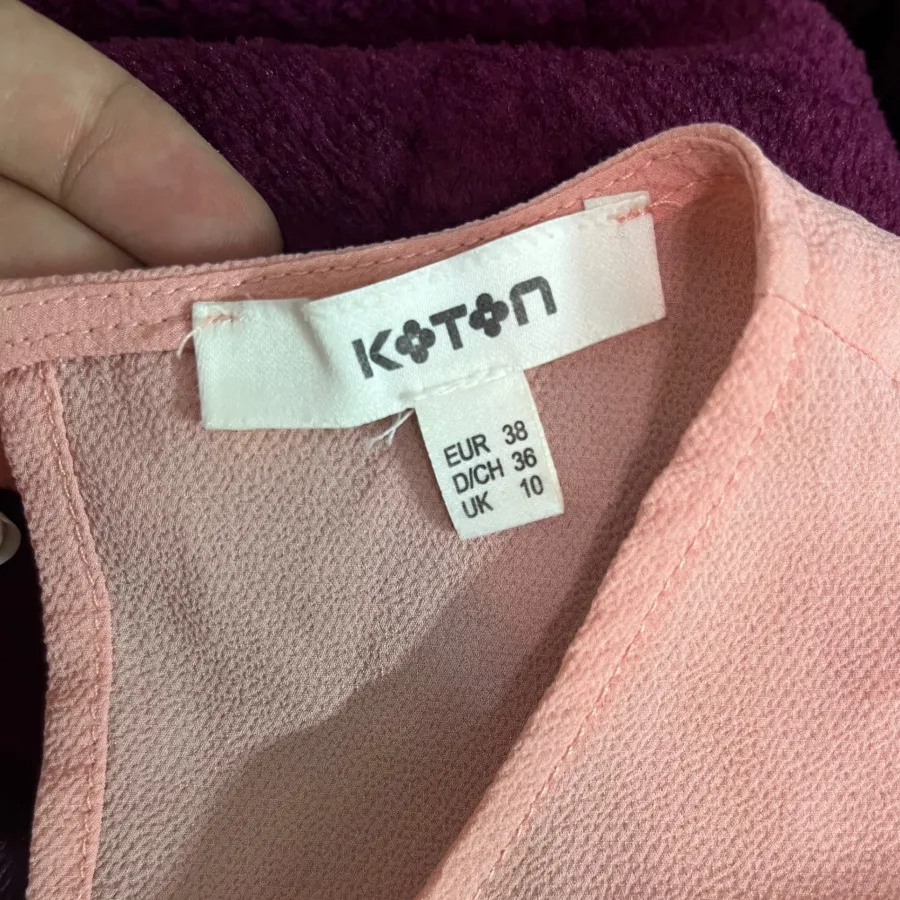 KOTON
EUR 38
D/CH 36
UK 10